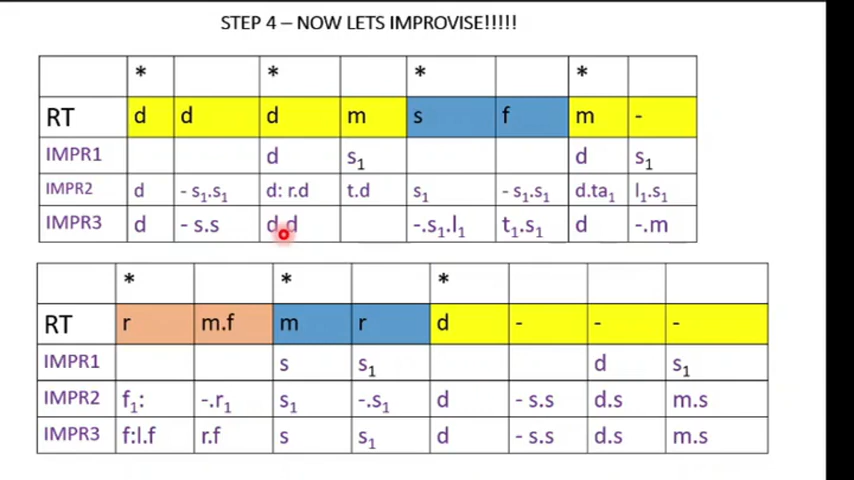 STEP 4 – NOW LETS IMPROVISE!!!!!
* * * *
RT d d d m s f m -
IMPR1 d s₁ d s₁
IMPR2 d - s₁.s₁ d: r.d t.d s₁ - s₁.s₁ d.ta₁ l₁.s₁
IMPR3 d - s.s d.d -.s₁.l₁ t₁.s₁ d -.m
* * *
RT r m.f m r d - - -
IMPR1 s s₁ d s₁
IMPR2 f₁: -.r₁ s₁ -.s₁ d - s.s d.s m.s
IMPR3 f:l.f r.f s s₁ d - s.s d.s m.s